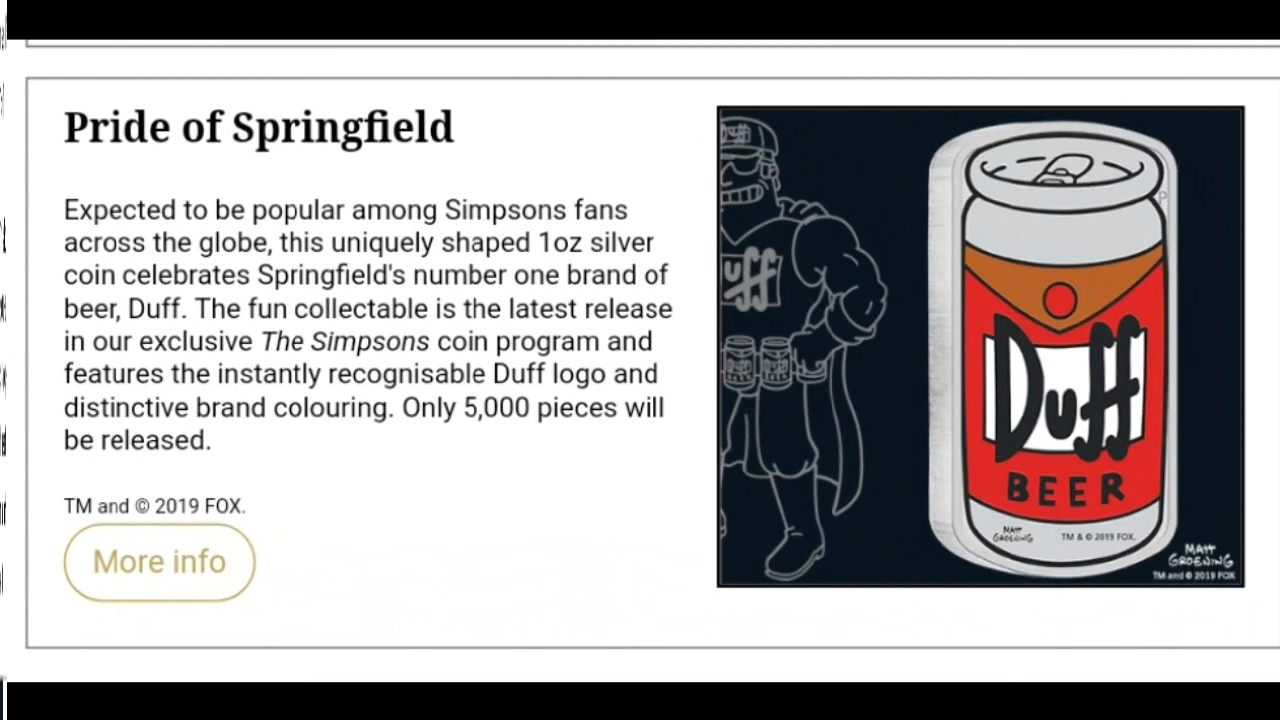 Pride of Springfield
Expected to be popular among Simpsons fans
across the globe, this uniquely shaped 1oz silver
coin celebrates Springfield's number one brand of
beer, Duff. The fun collectable is the latest release
in our exclusive The Simpsons coin program and
features the instantly recognisable Duff logo and
distinctive brand colouring. Only 5,000 pieces will
be released.
TM and © 2019 FOX.
More info
Duff
BEER
MATT
GROENING
TM & © 2019 FOX.
MATT
GROENING
TM and © 2019 FOX